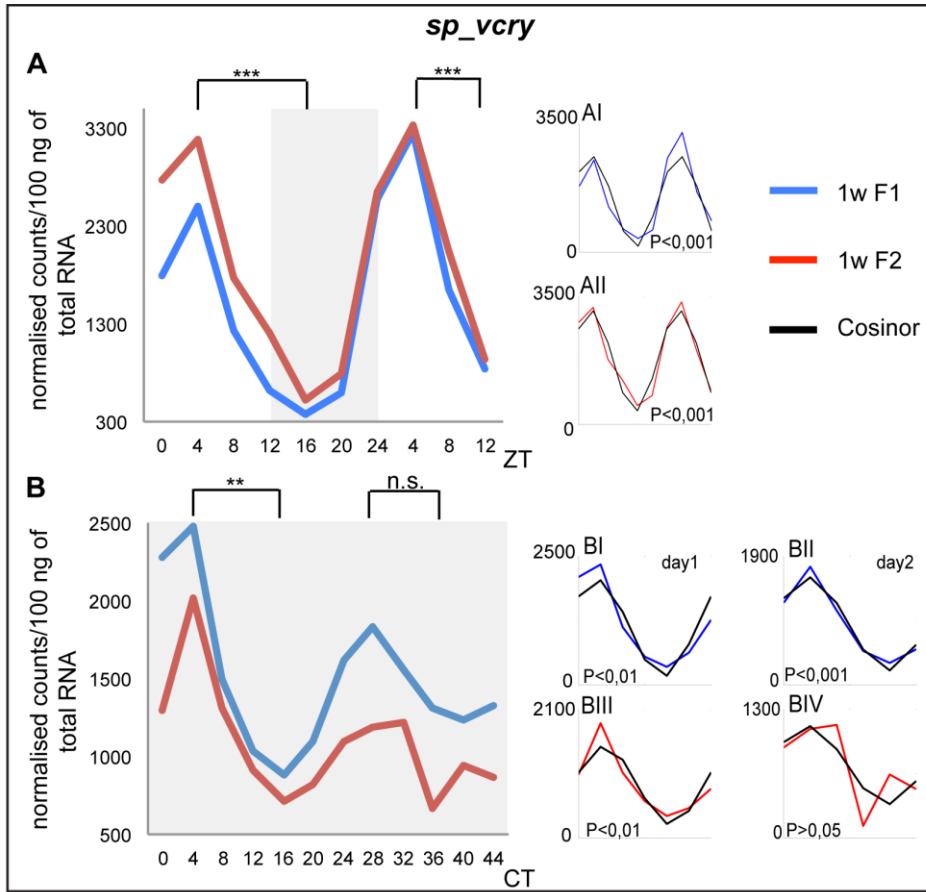 sp_vcry
A
*** ***
normalised counts/100 ng of
total RNA
3300
2300
1300
300
0 4 8 12 16 20 24 4 8 12
ZT
AI
3500
0
P<0,001
AII
3500
0
P<0,001
1w F1
1w F2
Cosinor
B
** n.s.
normalised counts/100 ng of
total RNA
2500
2000
1500
1000
500
0 4 8 12 16 20 24 28 32 36 40 44
CT
BI
day1
2500
0
P<0,01
BII
day2
1900
0
P<0,001
BIII
2100
0
P<0,01
BIV
1300
0
P>0,05